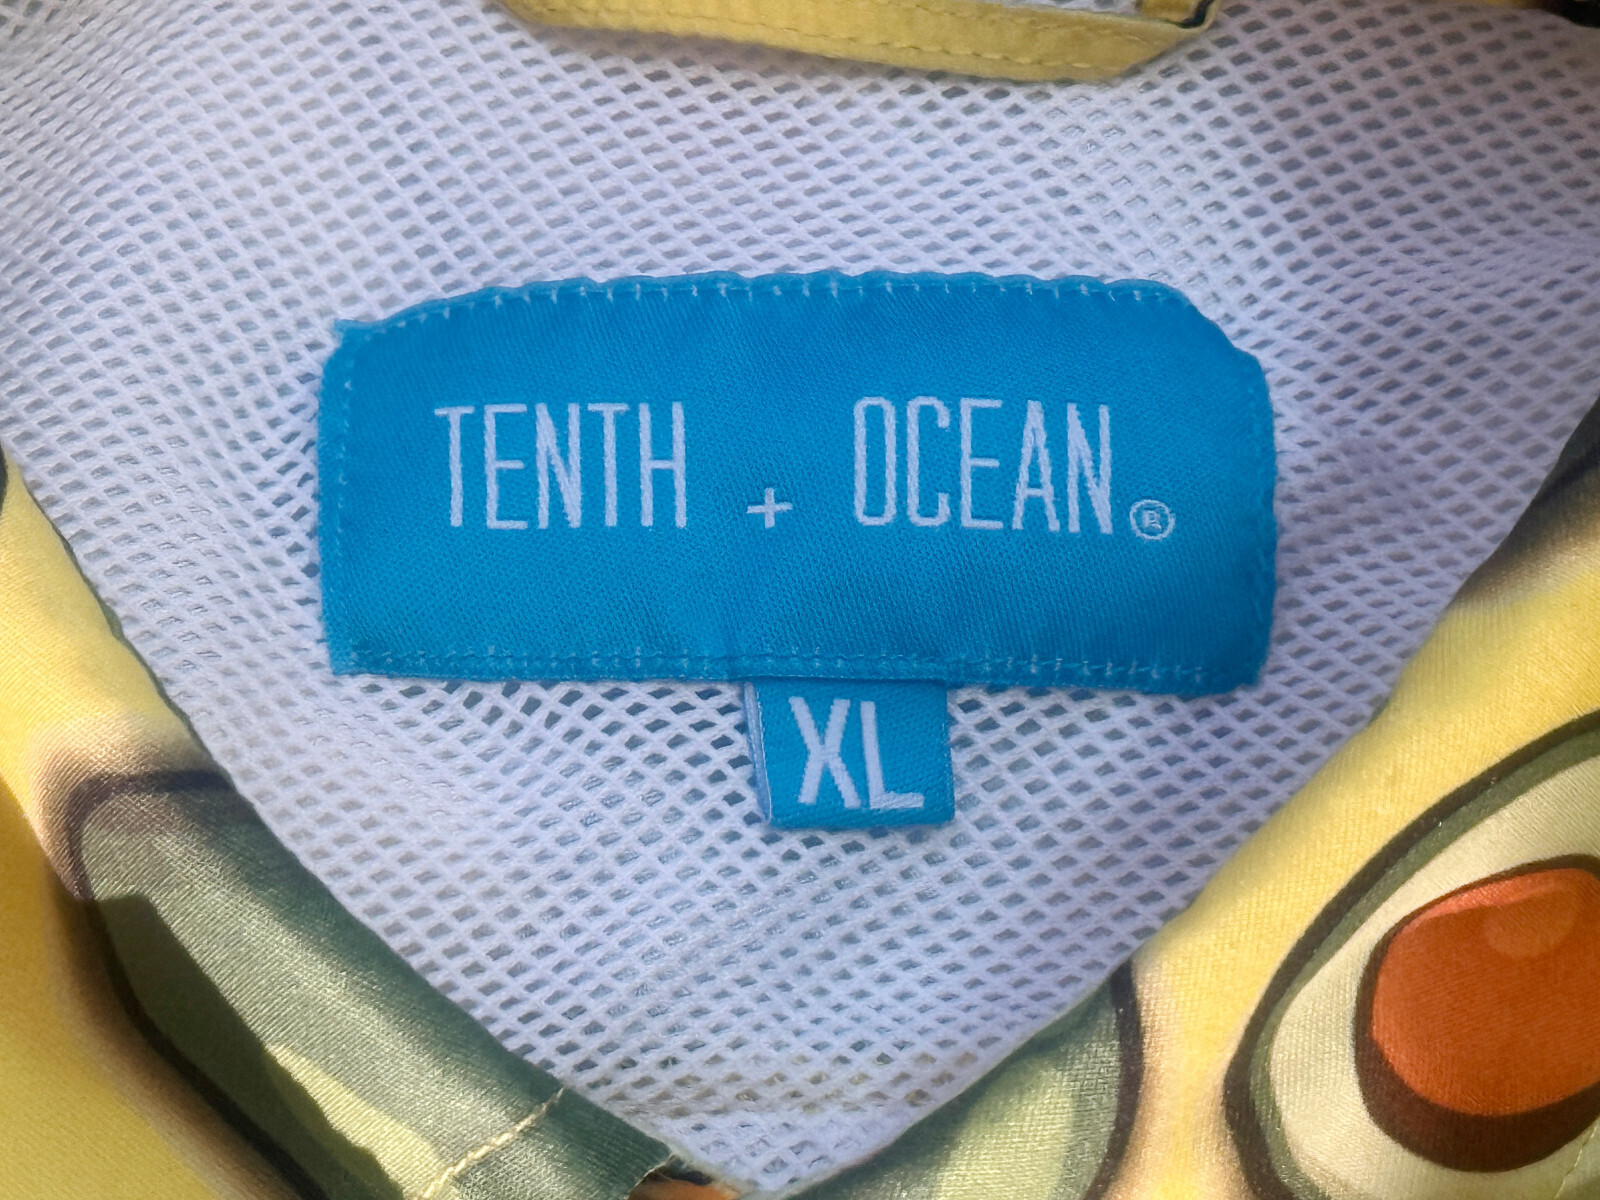 TENTH + OCEAN®
XL